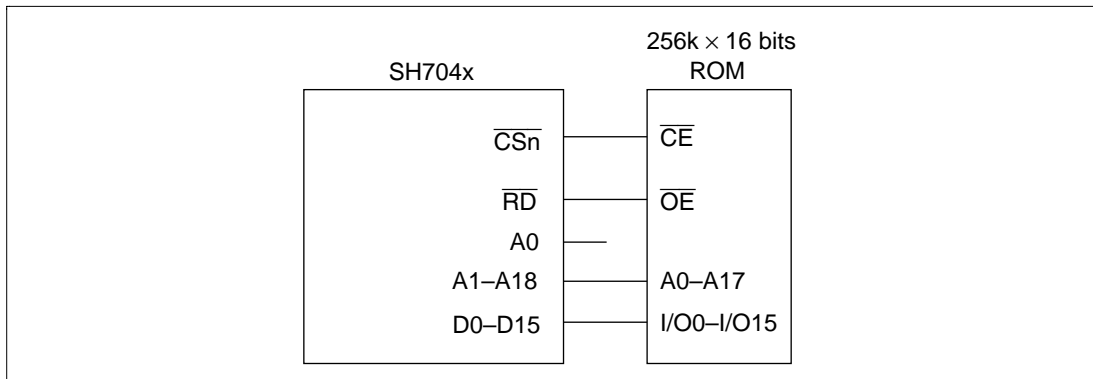 256k × 16 bits
SH704x ROM
CSn CE
RD OE
A0
A1–A18 A0–A17
D0–D15 I/O0–I/O15